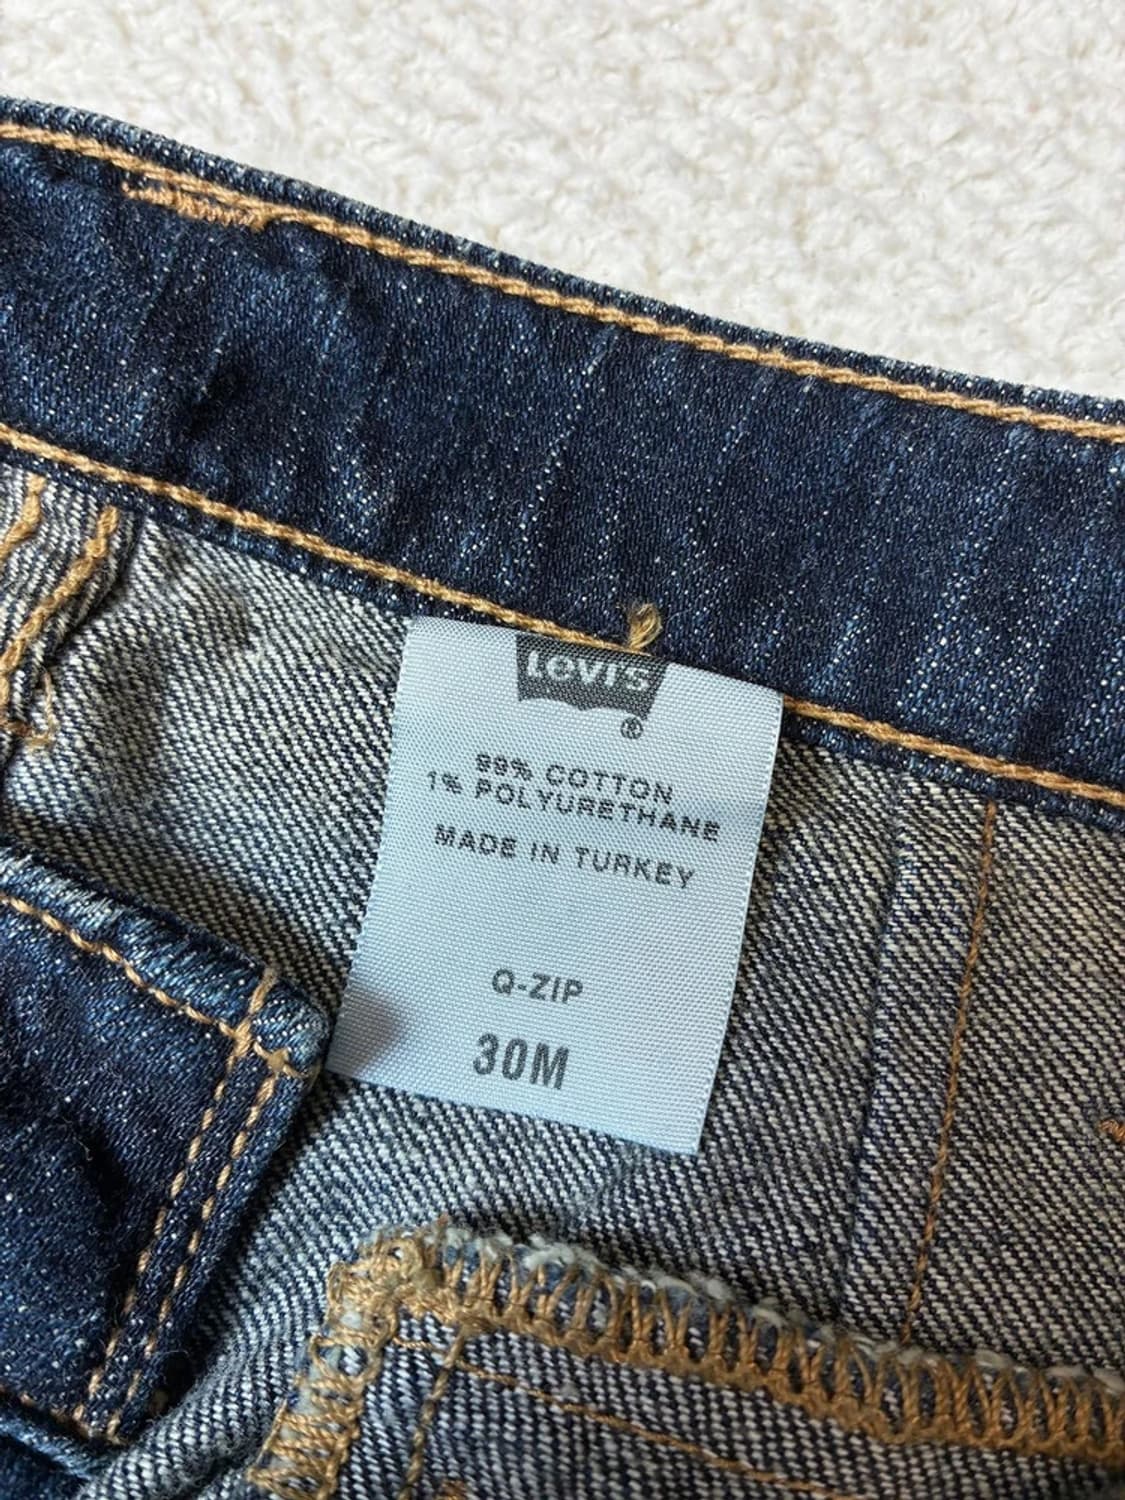 Levi's
®
99% COTTON
1% POLYURETHANE
MADE IN TURKEY
Q-ZIP
30M